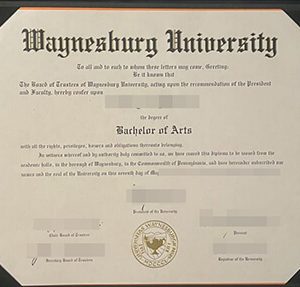 Waynesburg University
To all and to each to whom these letters may come, Greeting:
Be it known that
The Board of Trustees of Waynesburg University, acting upon the recommendation of the President
and Faculty, hereby confer upon
the degree of
Bachelor of Arts
with all the rights, privileges, honors and obligations thereunto belonging.
In witness whereof and by authority duly committed to us, we have caused this diploma to be issued from the
academic halls, in the borough of Waynesburg, in the Commonwealth of Pennsylvania, and have hereunder subscribed our
names and the seal of the University on this seventh day of May
President of the University
Chair Board of Trustees
Secretary Board of Trustees
Registrar of the University
WAYNESBURG